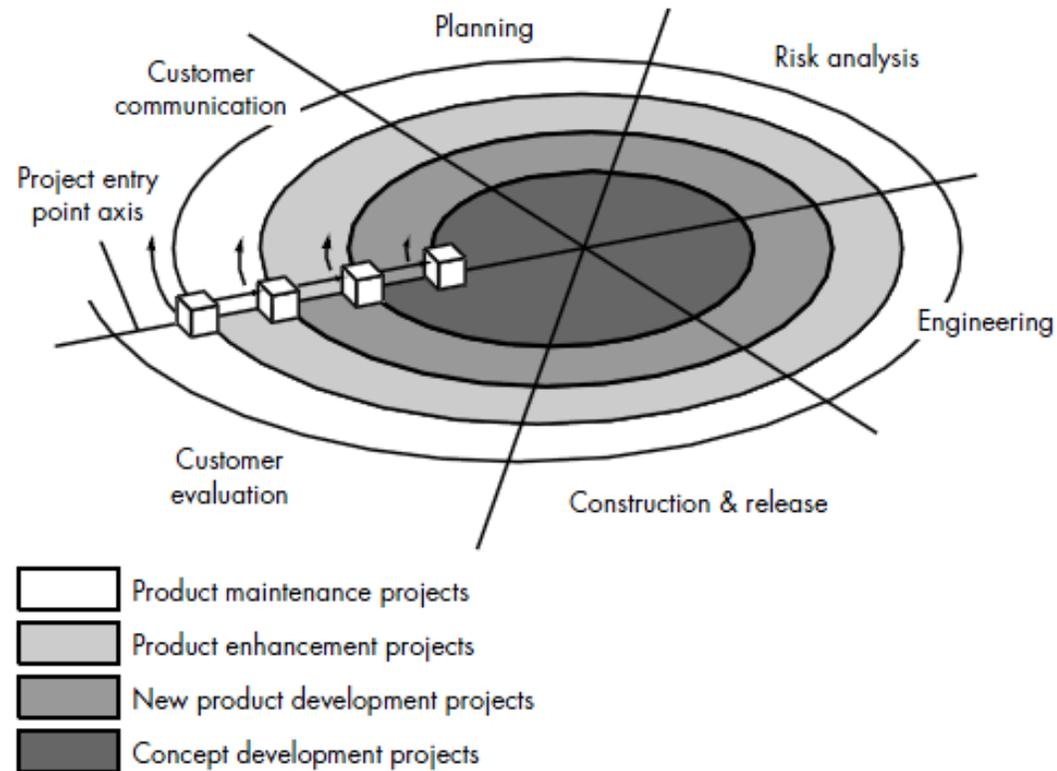 Planning
Risk analysis
Customer
communication
Project entry
point axis
Engineering
Customer
evaluation
Construction & release
Product maintenance projects
Product enhancement projects
New product development projects
Concept development projects